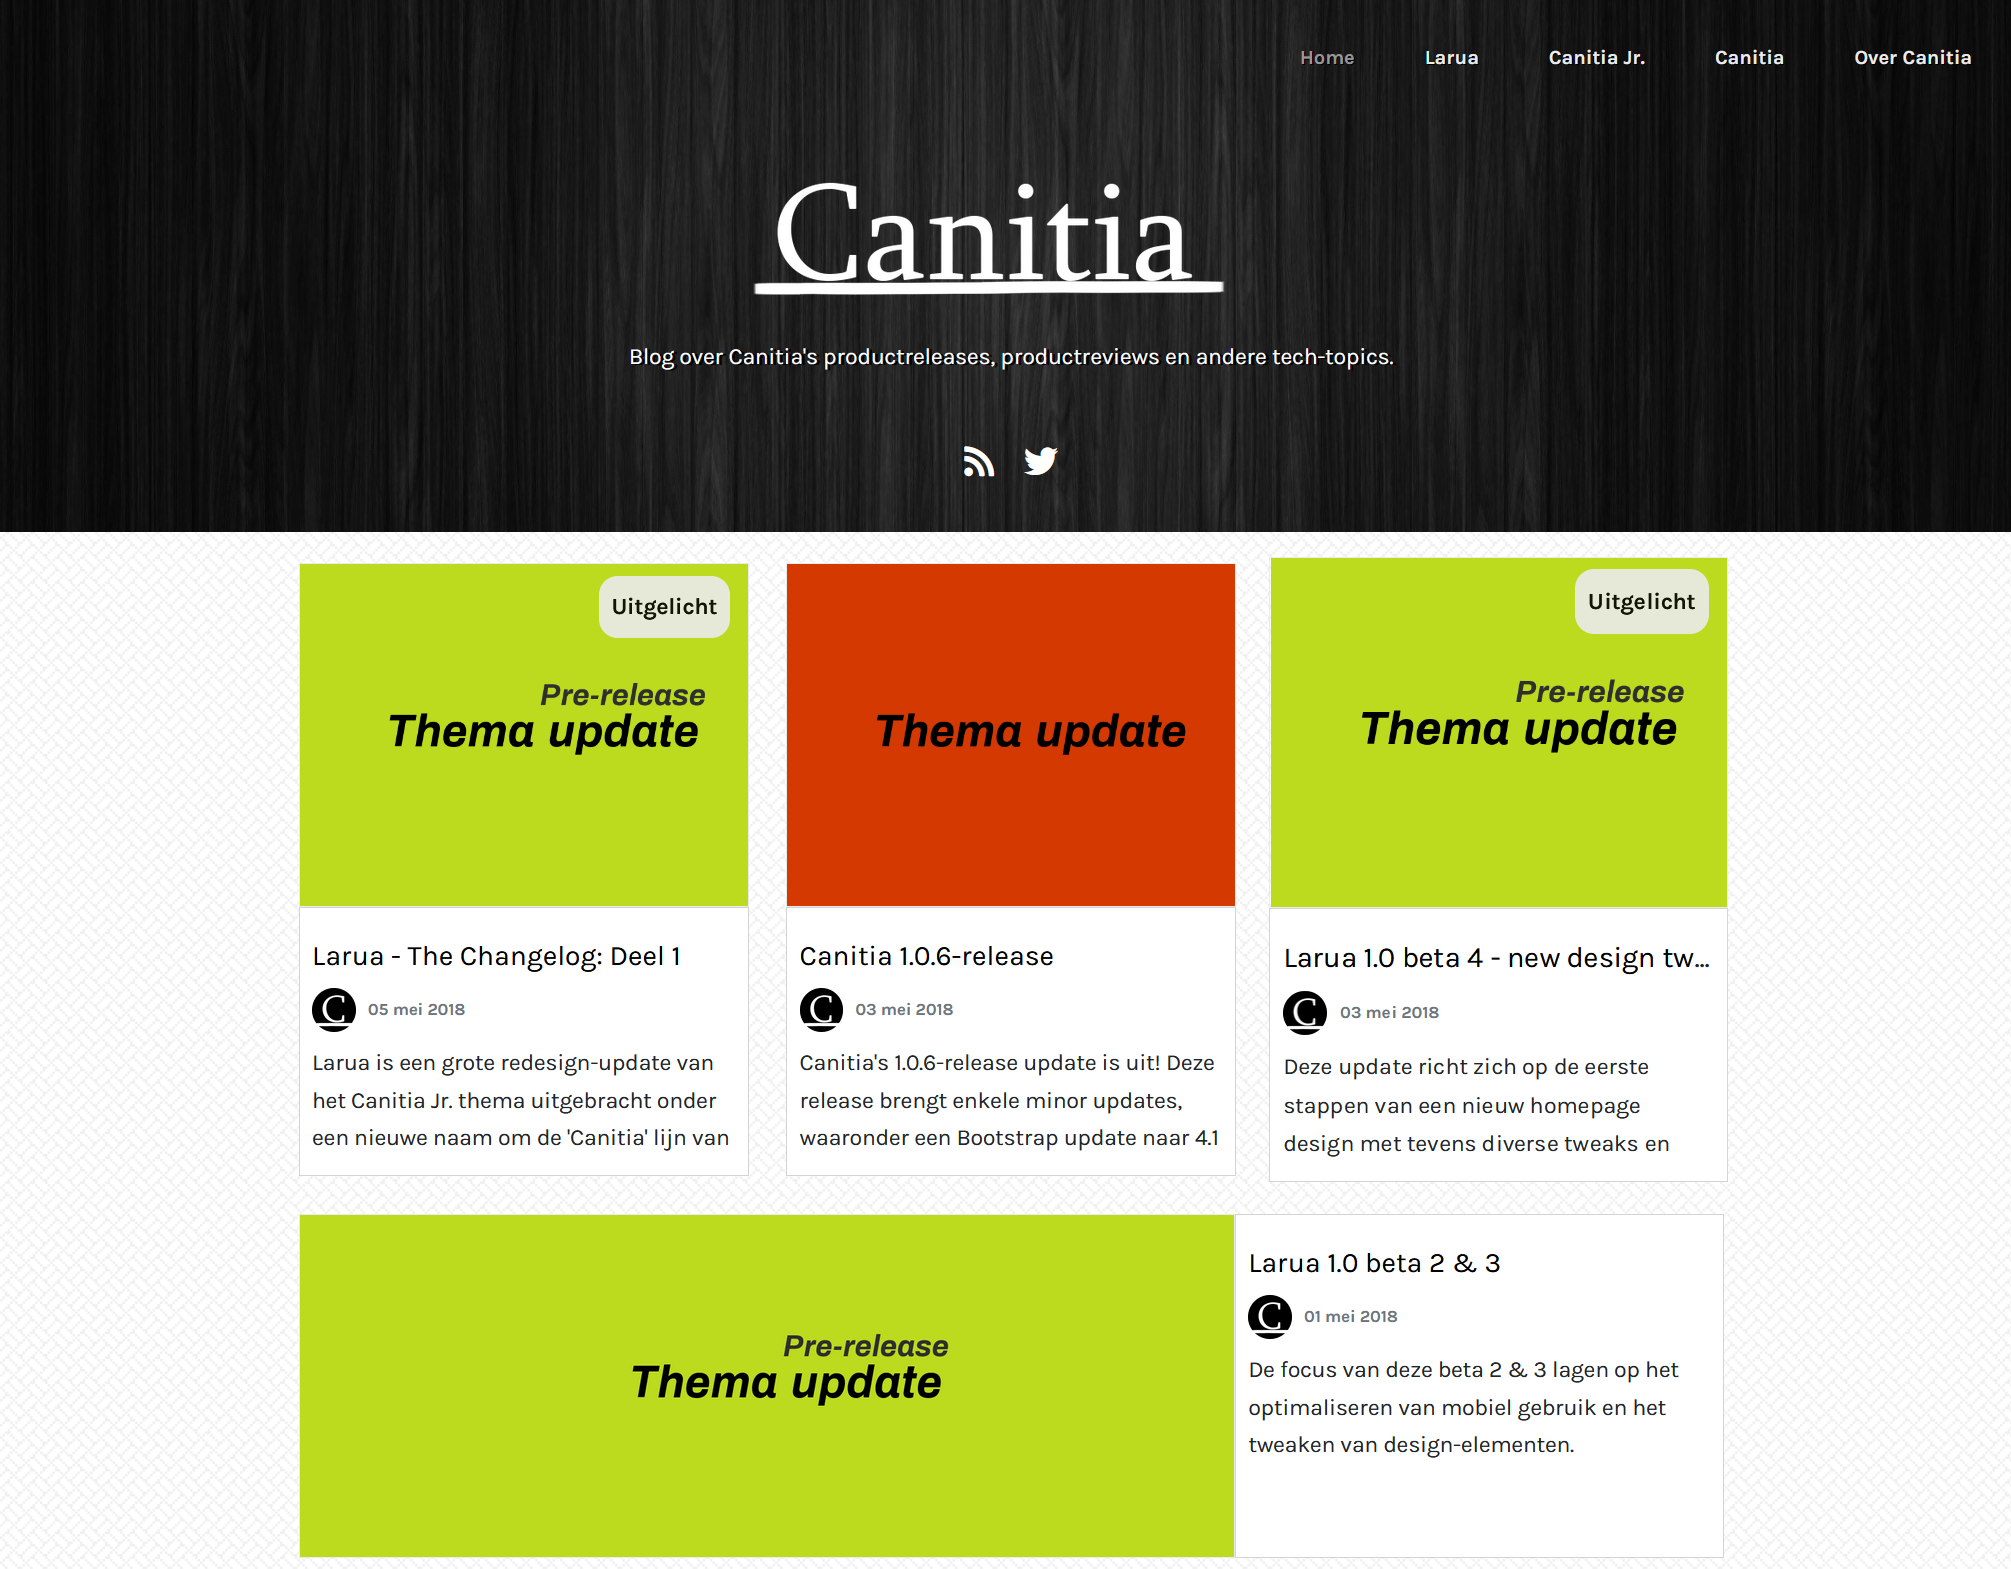 Home Larua Canitia Jr. Canitia Over Canitia
Canitia
Blog over Canitia's productreleases, productreviews en andere tech-topics.
Uitgelicht
Pre-release
Thema update
Larua - The Changelog: Deel 1
C
05 mei 2018
Larua is een grote redesign-update van
het Canitia Jr. thema uitgebracht onder
een nieuwe naam om de 'Canitia' lijn van
Thema update
Canitia 1.0.6-release
C
03 mei 2018
Canitia's 1.0.6-release update is uit! Deze
release brengt enkele minor updates,
waaronder een Bootstrap update naar 4.1
Uitgelicht
Pre-release
Thema update
Larua 1.0 beta 4 - new design tw...
C
03 mei 2018
Deze update richt zich op de eerste
stappen van een nieuw homepage
design met tevens diverse tweaks en
Pre-release
Thema update
Larua 1.0 beta 2 & 3
C
01 mei 2018
De focus van deze beta 2 & 3 lagen op het
optimaliseren van mobiel gebruik en het
tweaken van design-elementen.